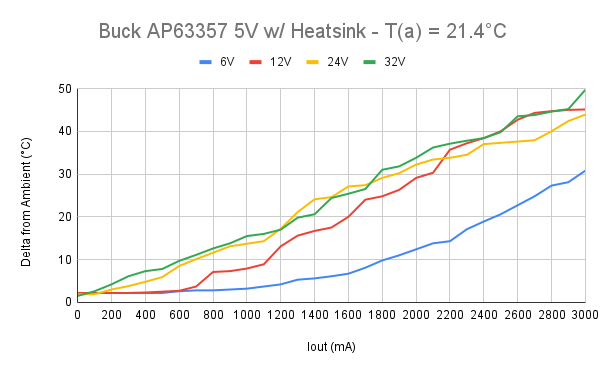 Buck AP63357 5V w/ Heatsink - T(a) = 21.4°C
6V 12V 24V 32V
Delta from Ambient (°C)
50
40
30
20
10
0
0 200 400 600 800 1000 1200 1400 1600 1800 2000 2200 2400 2600 2800 3000
Iout (mA)